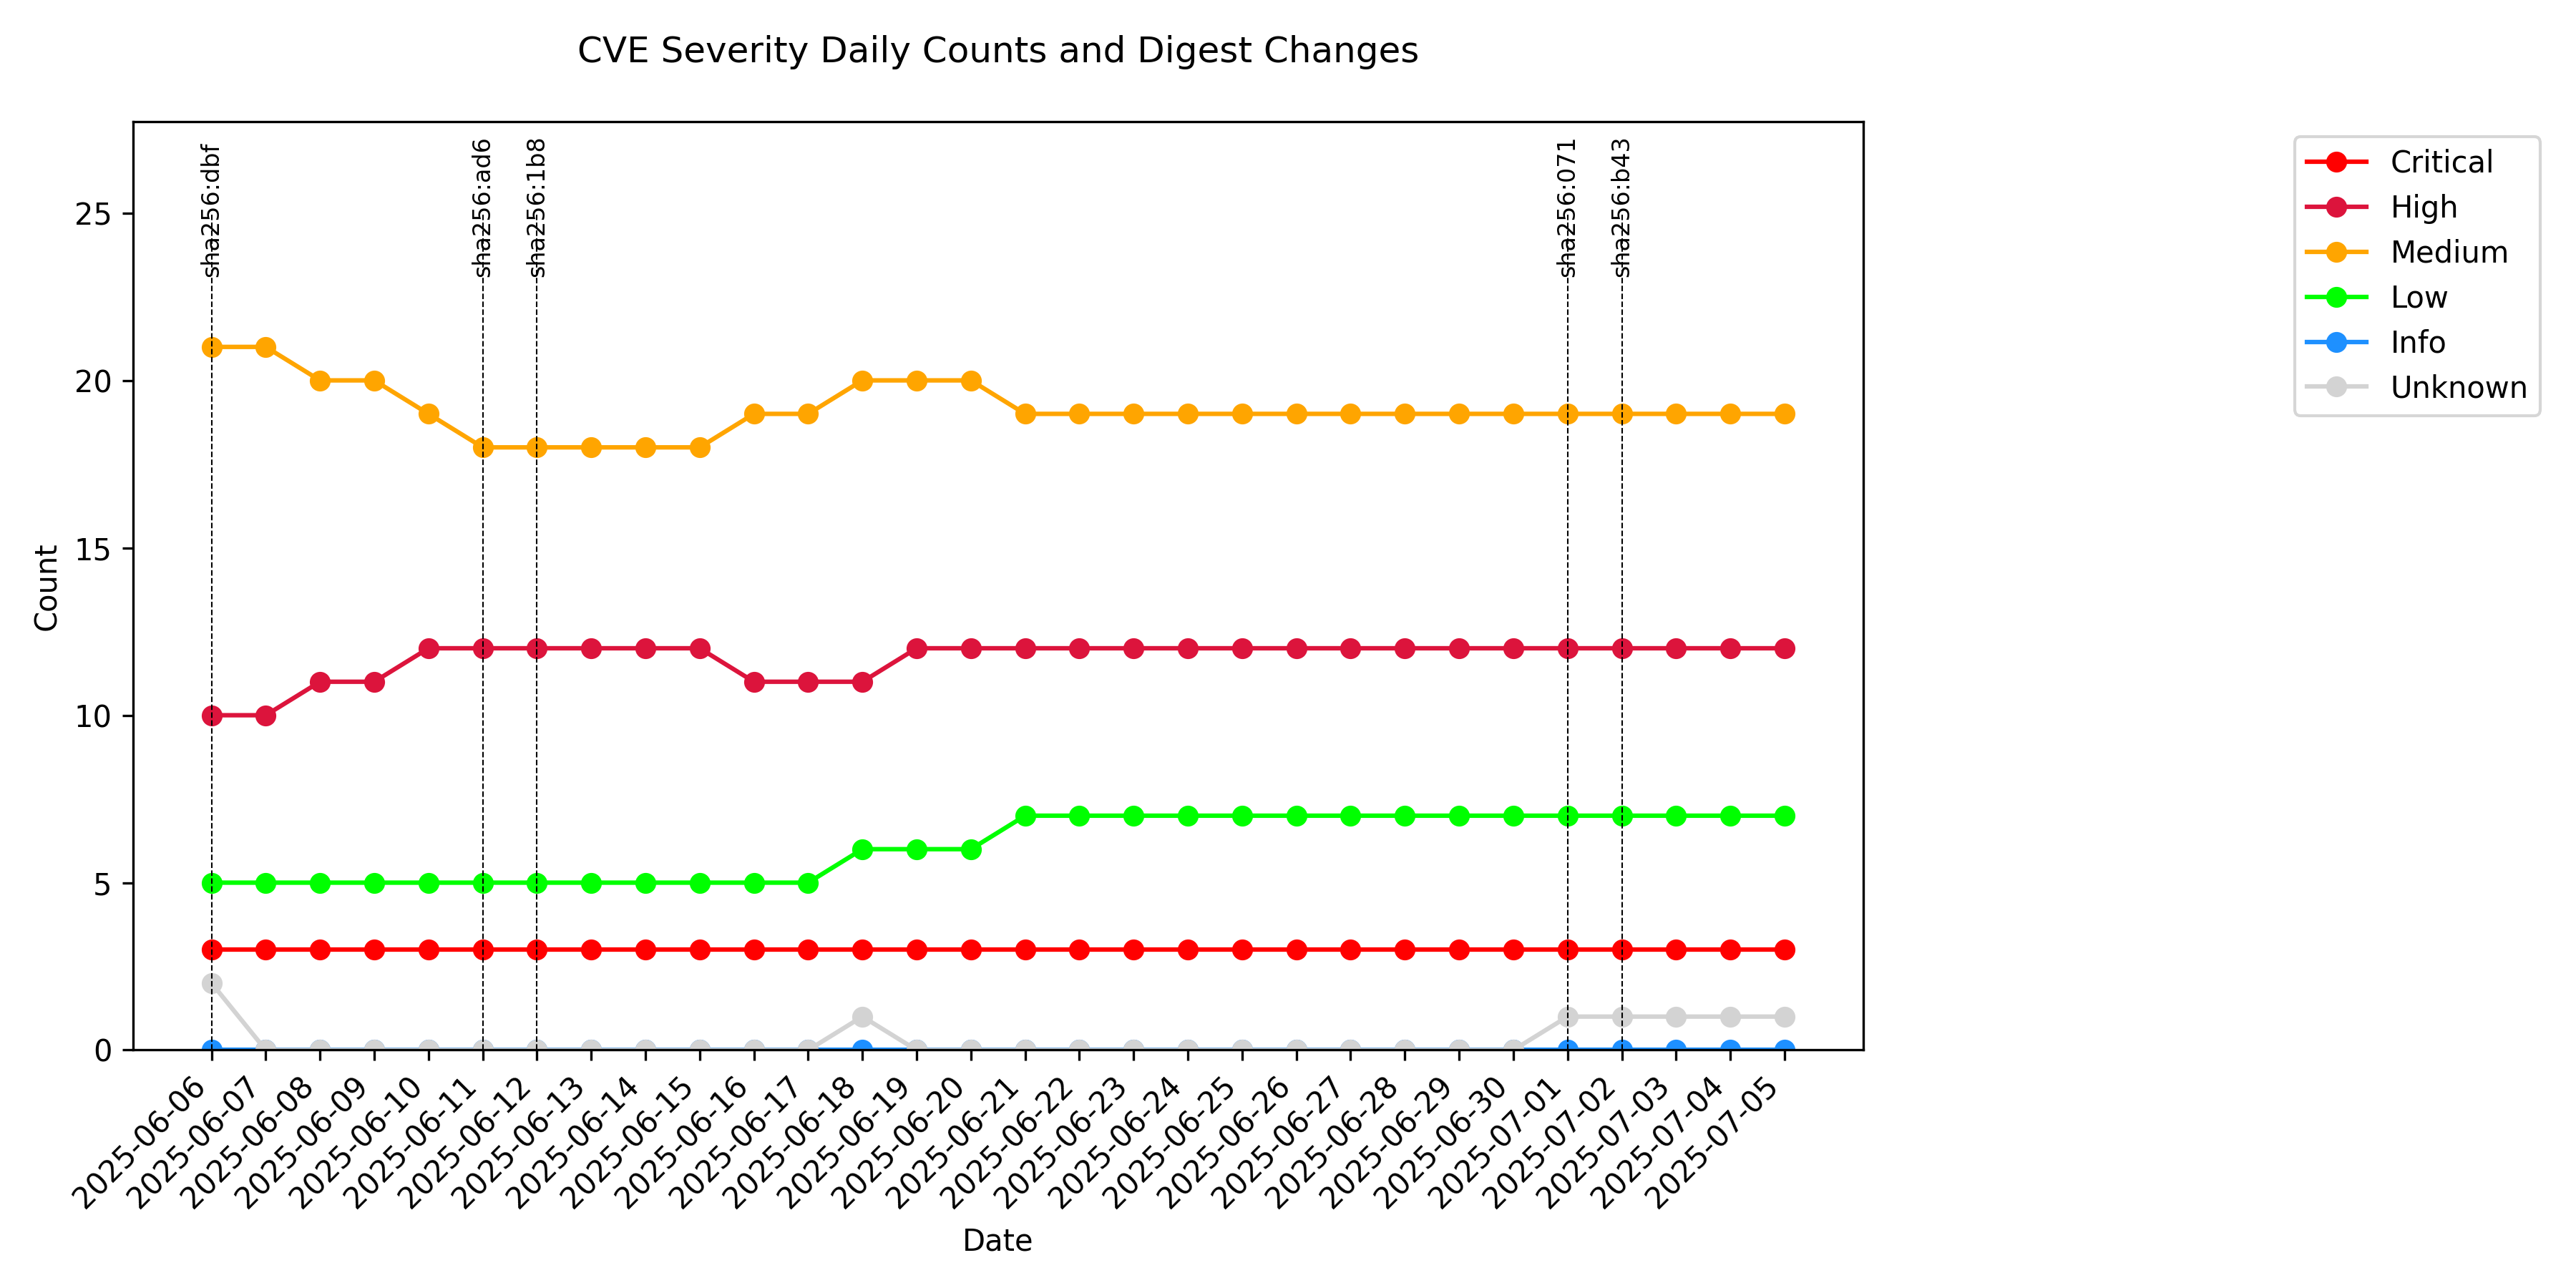 CVE Severity Daily Counts and Digest Changes
sha256:dbf
sha256:ad6
sha256:1b8
sha256:071
sha256:b43
Critical
High
Medium
Low
Info
Unknown
25
20
15
10
5
0
Count
2025-06-06
2025-06-07
2025-06-08
2025-06-09
2025-06-10
2025-06-11
2025-06-12
2025-06-13
2025-06-14
2025-06-15
2025-06-16
2025-06-17
2025-06-18
2025-06-19
2025-06-20
2025-06-21
2025-06-22
2025-06-23
2025-06-24
2025-06-25
2025-06-26
2025-06-27
2025-06-28
2025-06-29
2025-06-30
2025-07-01
2025-07-02
2025-07-03
2025-07-04
2025-07-05
Date